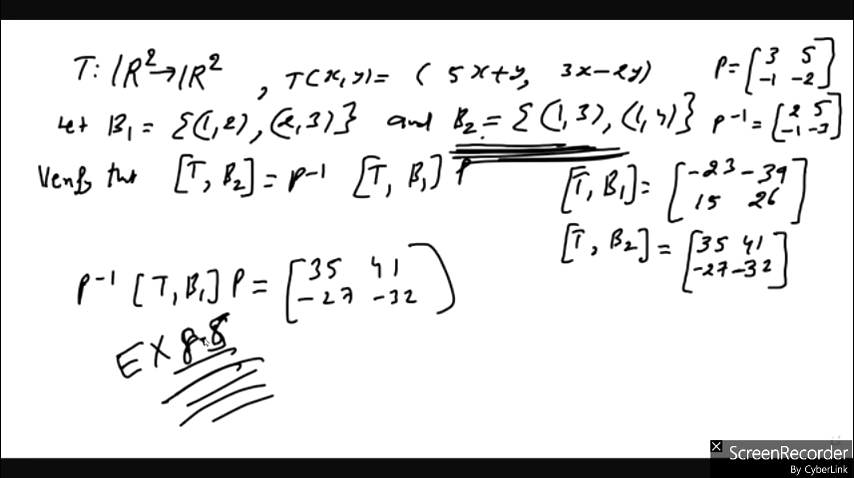 T: IR² → IR², T(x,y) = (5x+y, 3x-2y)
P = [3 5
-1 -2]
Let B₁ = {(1,2), (2,3)} and B₂ = {(1,3), (1,4)}
P⁻¹ = [2 5
-1 -3]
Verify that [T, B₂] = P⁻¹ [T, B₁] P
[T, B₁] = [-23 -39
15 26]
[T, B₂] = [35 41
-27 -32]
P⁻¹ [T, B₁] P = [35 41
-27 -32]
EX 8.8
ScreenRecorder
By CyberLink